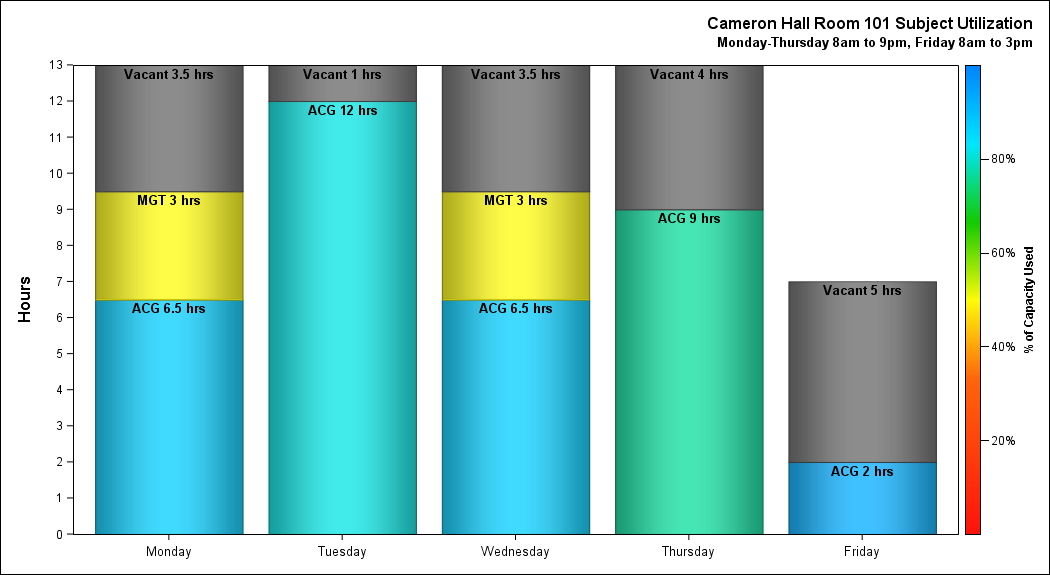 Cameron Hall Room 101 Subject Utilization
Monday-Thursday 8am to 9pm, Friday 8am to 3pm
Hours
13
12
11
10
9
8
7
6
5
4
3
2
1
0
Vacant 3.5 hrs
MGT 3 hrs
ACG 6.5 hrs
Vacant 1 hrs
ACG 12 hrs
Vacant 3.5 hrs
MGT 3 hrs
ACG 6.5 hrs
Vacant 4 hrs
ACG 9 hrs
Vacant 5 hrs
ACG 2 hrs
Monday
Tuesday
Wednesday
Thursday
Friday
80%
60%
40%
20%
% of Capacity Used